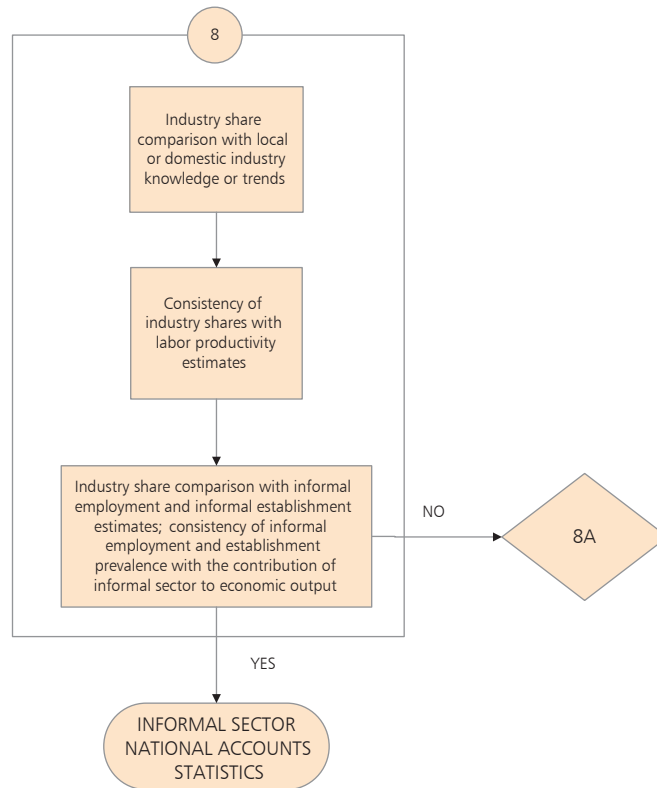 8
Industry share
comparison with local
or domestic industry
knowledge or trends
Consistency of
industry shares with
labor productivity
estimates
Industry share comparison with informal
employment and informal establishment
estimates; consistency of informal
employment and establishment
prevalence with the contribution of
informal sector to economic output
NO
8A
YES
INFORMAL SECTOR
NATIONAL ACCOUNTS
STATISTICS